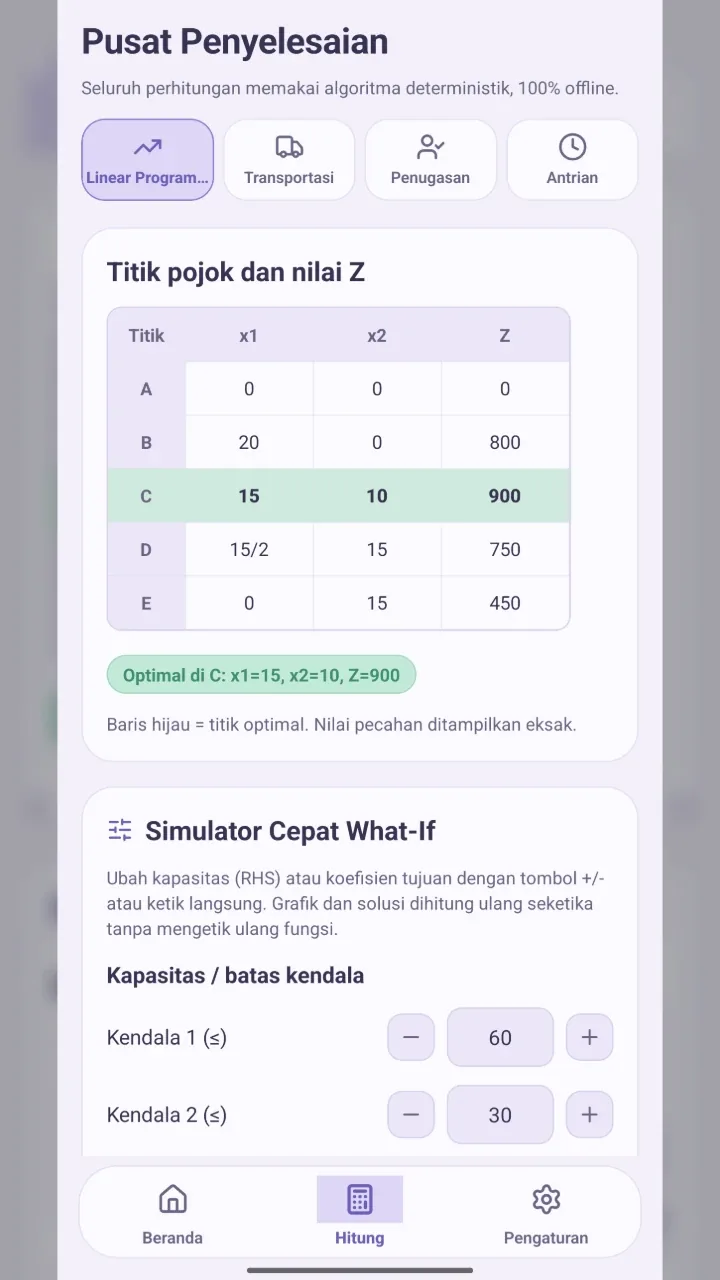 Pusat Penyelesaian
Seluruh perhitungan memakai algoritma deterministik, 100% offline.
Linear Program...
Transportasi
Penugasan
Antrian
Titik pojok dan nilai Z
Titik x1 x2 Z
A 0 0 0
B 20 0 800
C 15 10 900
D 15/2 15 750
E 0 15 450
Optimal di C: x1=15, x2=10, Z=900
Baris hijau = titik optimal. Nilai pecahan ditampilkan eksak.
Simulator Cepat What-If
Ubah kapasitas (RHS) atau koefisien tujuan dengan tombol +/-
atau ketik langsung. Grafik dan solusi dihitung ulang seketika
tanpa mengetik ulang fungsi.
Kapasitas / batas kendala
Kendala 1 (≤) − 60 +
Kendala 2 (≤) − 30 +
Beranda
Hitung
Pengaturan